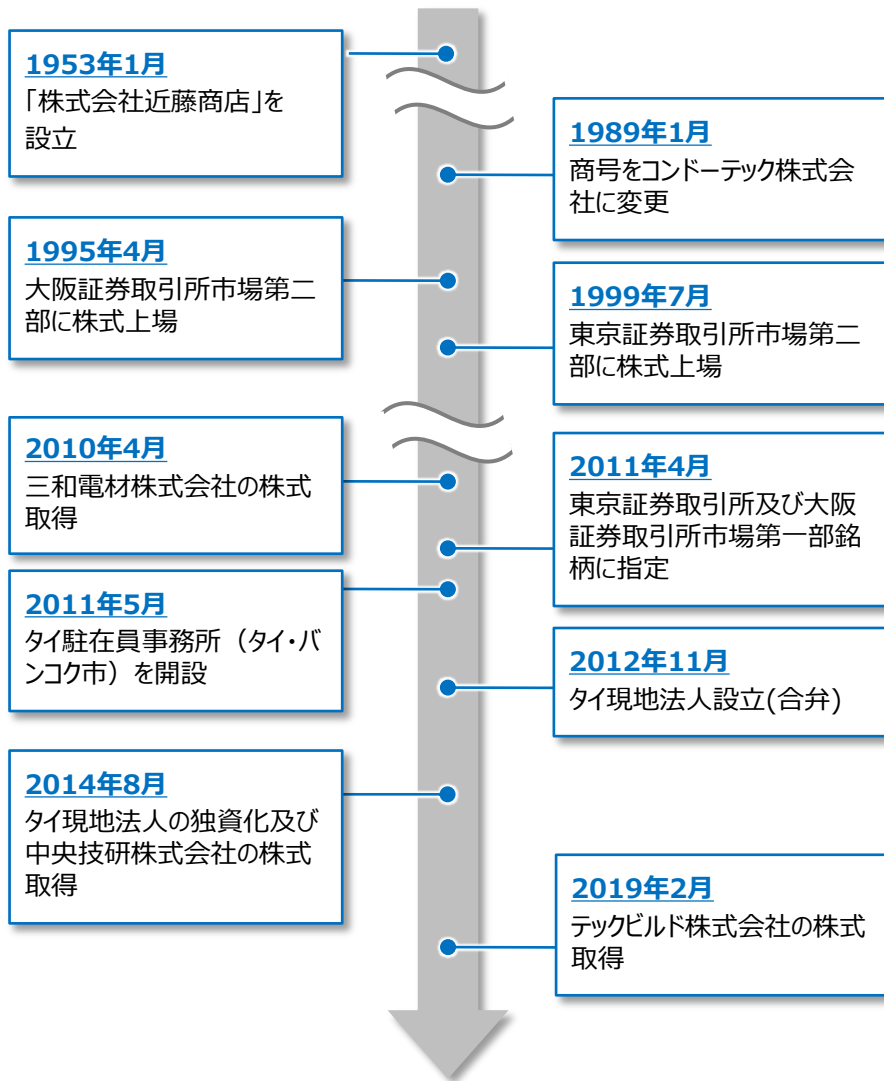 1953年1月
「株式会社近藤商店」を
設立
1989年1月
商号をコンドーテック株式会
社に変更
1995年4月
大阪証券取引所市場第二
部に株式上場
1999年7月
東京証券取引所市場第二
部に株式上場
2010年4月
三和電材株式会社の株式
取得
2011年4月
東京証券取引所及び大阪
証券取引所市場第一部銘
柄に指定
2011年5月
タイ駐在員事務所（タイ・バ
ンコク市）を開設
2012年11月
タイ現地法人設立(合弁)
2014年8月
タイ現地法人の独資化及び
中央技研株式会社の株式
取得
2019年2月
テックビルド株式会社の株式
取得